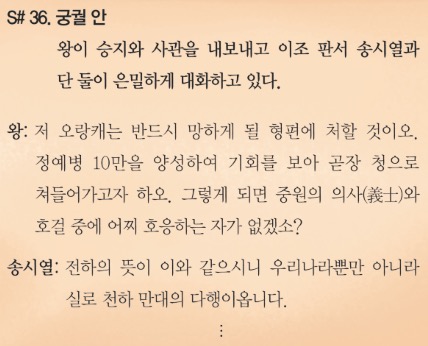 S# 36. 궁궐 안
왕이 승지와 사관을 내보내고 이조 판서 송시열과
단 둘이 은밀하게 대화하고 있다.
왕: 저 오랑캐는 반드시 망하게 될 형편에 처할 것이오.
정예병 10만을 양성하여 기회를 보아 곧장 청으로
쳐들어가고자 하오. 그렇게 되면 중원의 의사(義士)와
호걸 중에 어찌 호응하는 자가 없겠소?
송시열: 전하의 뜻이 이와 같으시니 우리나라뿐만 아니라
실로 천하 만대의 다행이옵니다.
⋮